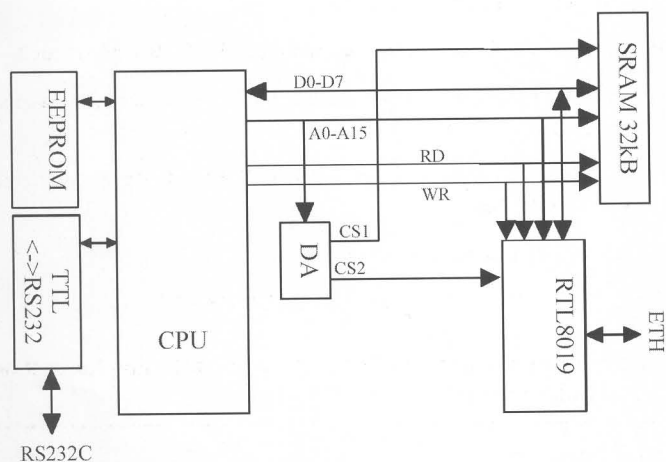 EEPROM
TTL
<->RS232
RS232C
CPU
D0-D7
A0-A15
RD
WR
DA
CS1
CS2
SRAM 32kB
RTL8019
ETH